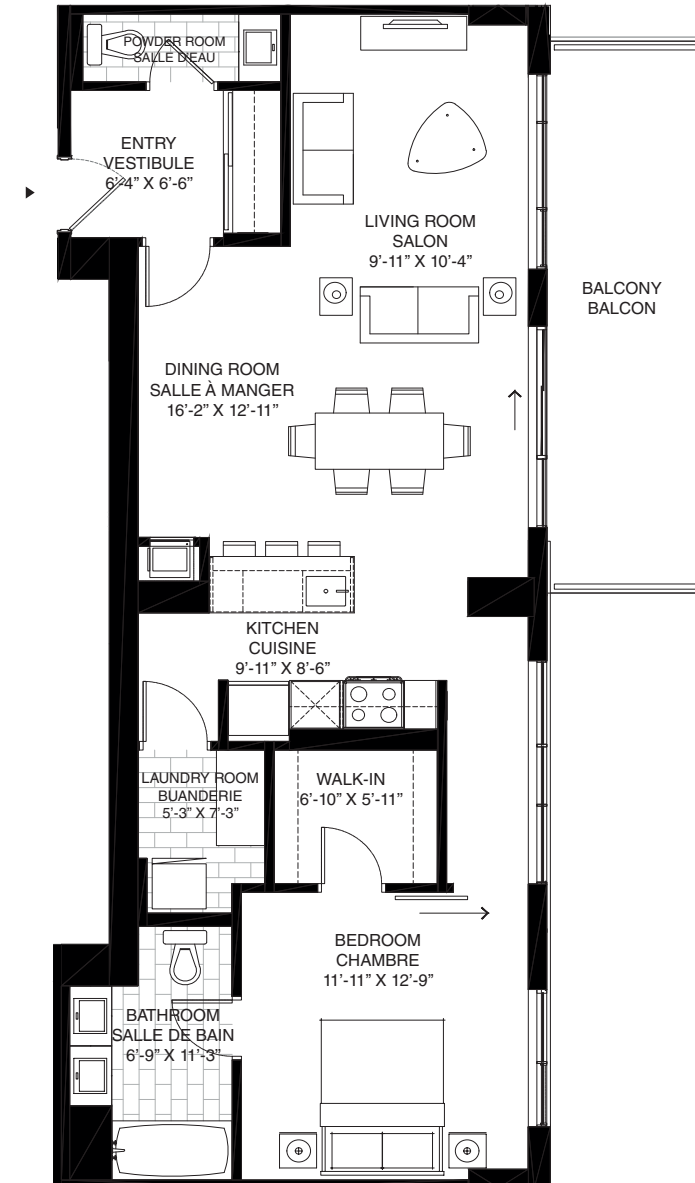 POWDER ROOM
SALLE D'EAU
ENTRY
VESTIBULE
6'-4” X 6'-6”
LIVING ROOM
SALON
9'-11” X 10'-4”
BALCONY
BALCON
DINING ROOM
SALLE À MANGER
16'-2” X 12'-11”
KITCHEN
CUISINE
9'-11” X 8'-6”
LAUNDRY ROOM
BUANDERIE
5'-3” X 7'-3”
WALK-IN
6'-10” X 5'-11”
BEDROOM
CHAMBRE
11'-11” X 12'-9”
BATHROOM
SALLE DE BAIN
6'-9” X 11'-3”